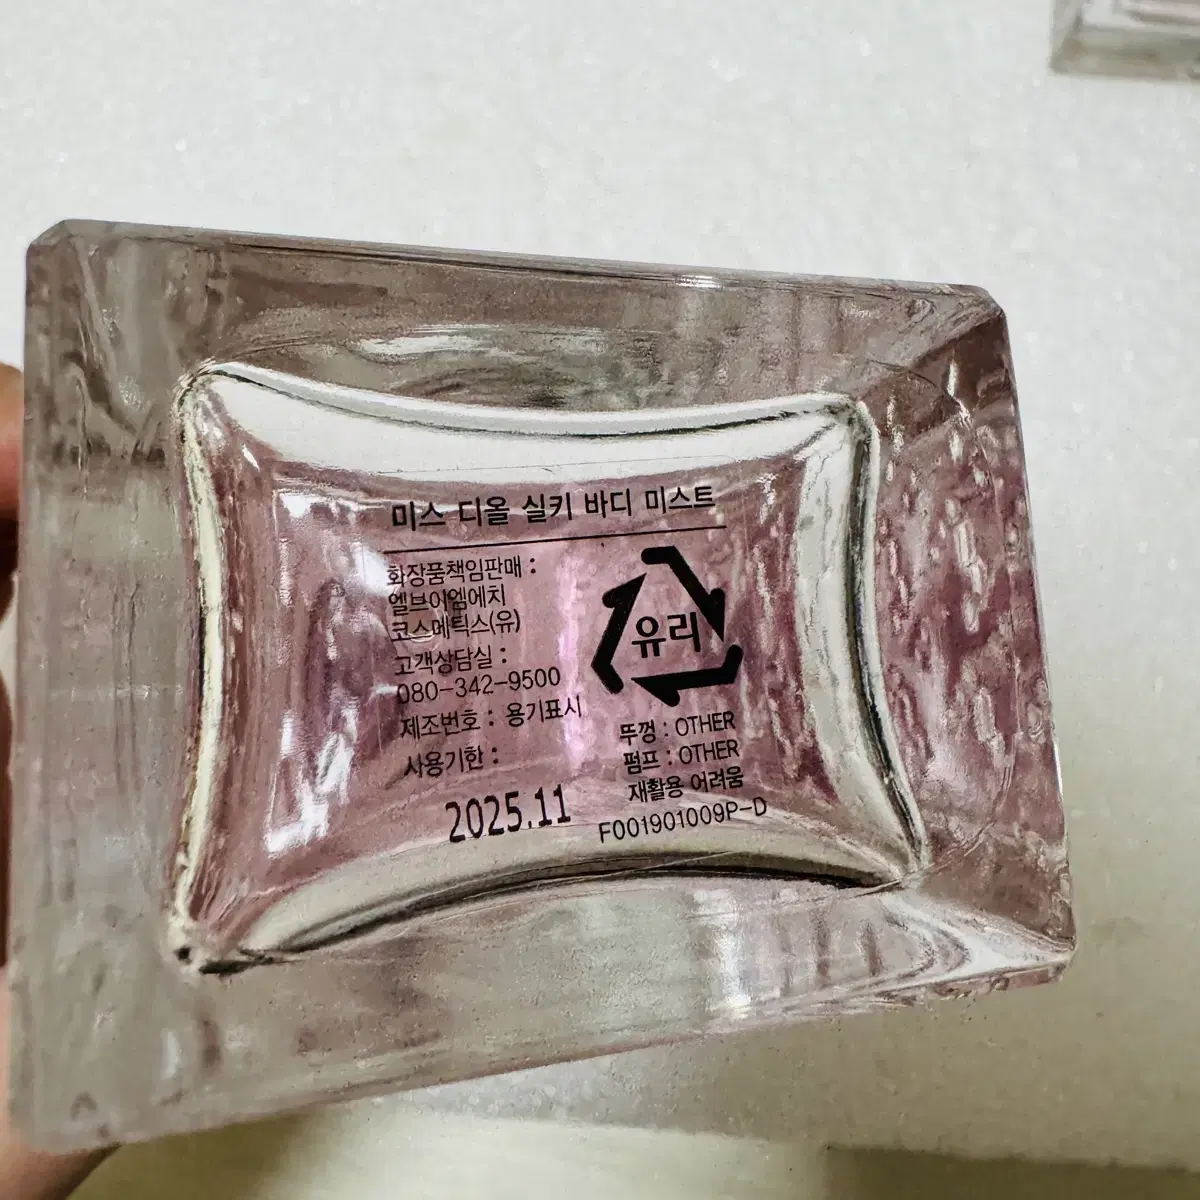 미스 디올 실키 바디 미스트
화장품책임판매 :
엘브이엠에치
코스메틱스(유)
고객상담실 :
080-342-9500
제조번호 : 용기표시
사용기한 :
2025.11
유리
뚜껑 : OTHER
펌프 : OTHER
재활용 어려움
F001901009P-D